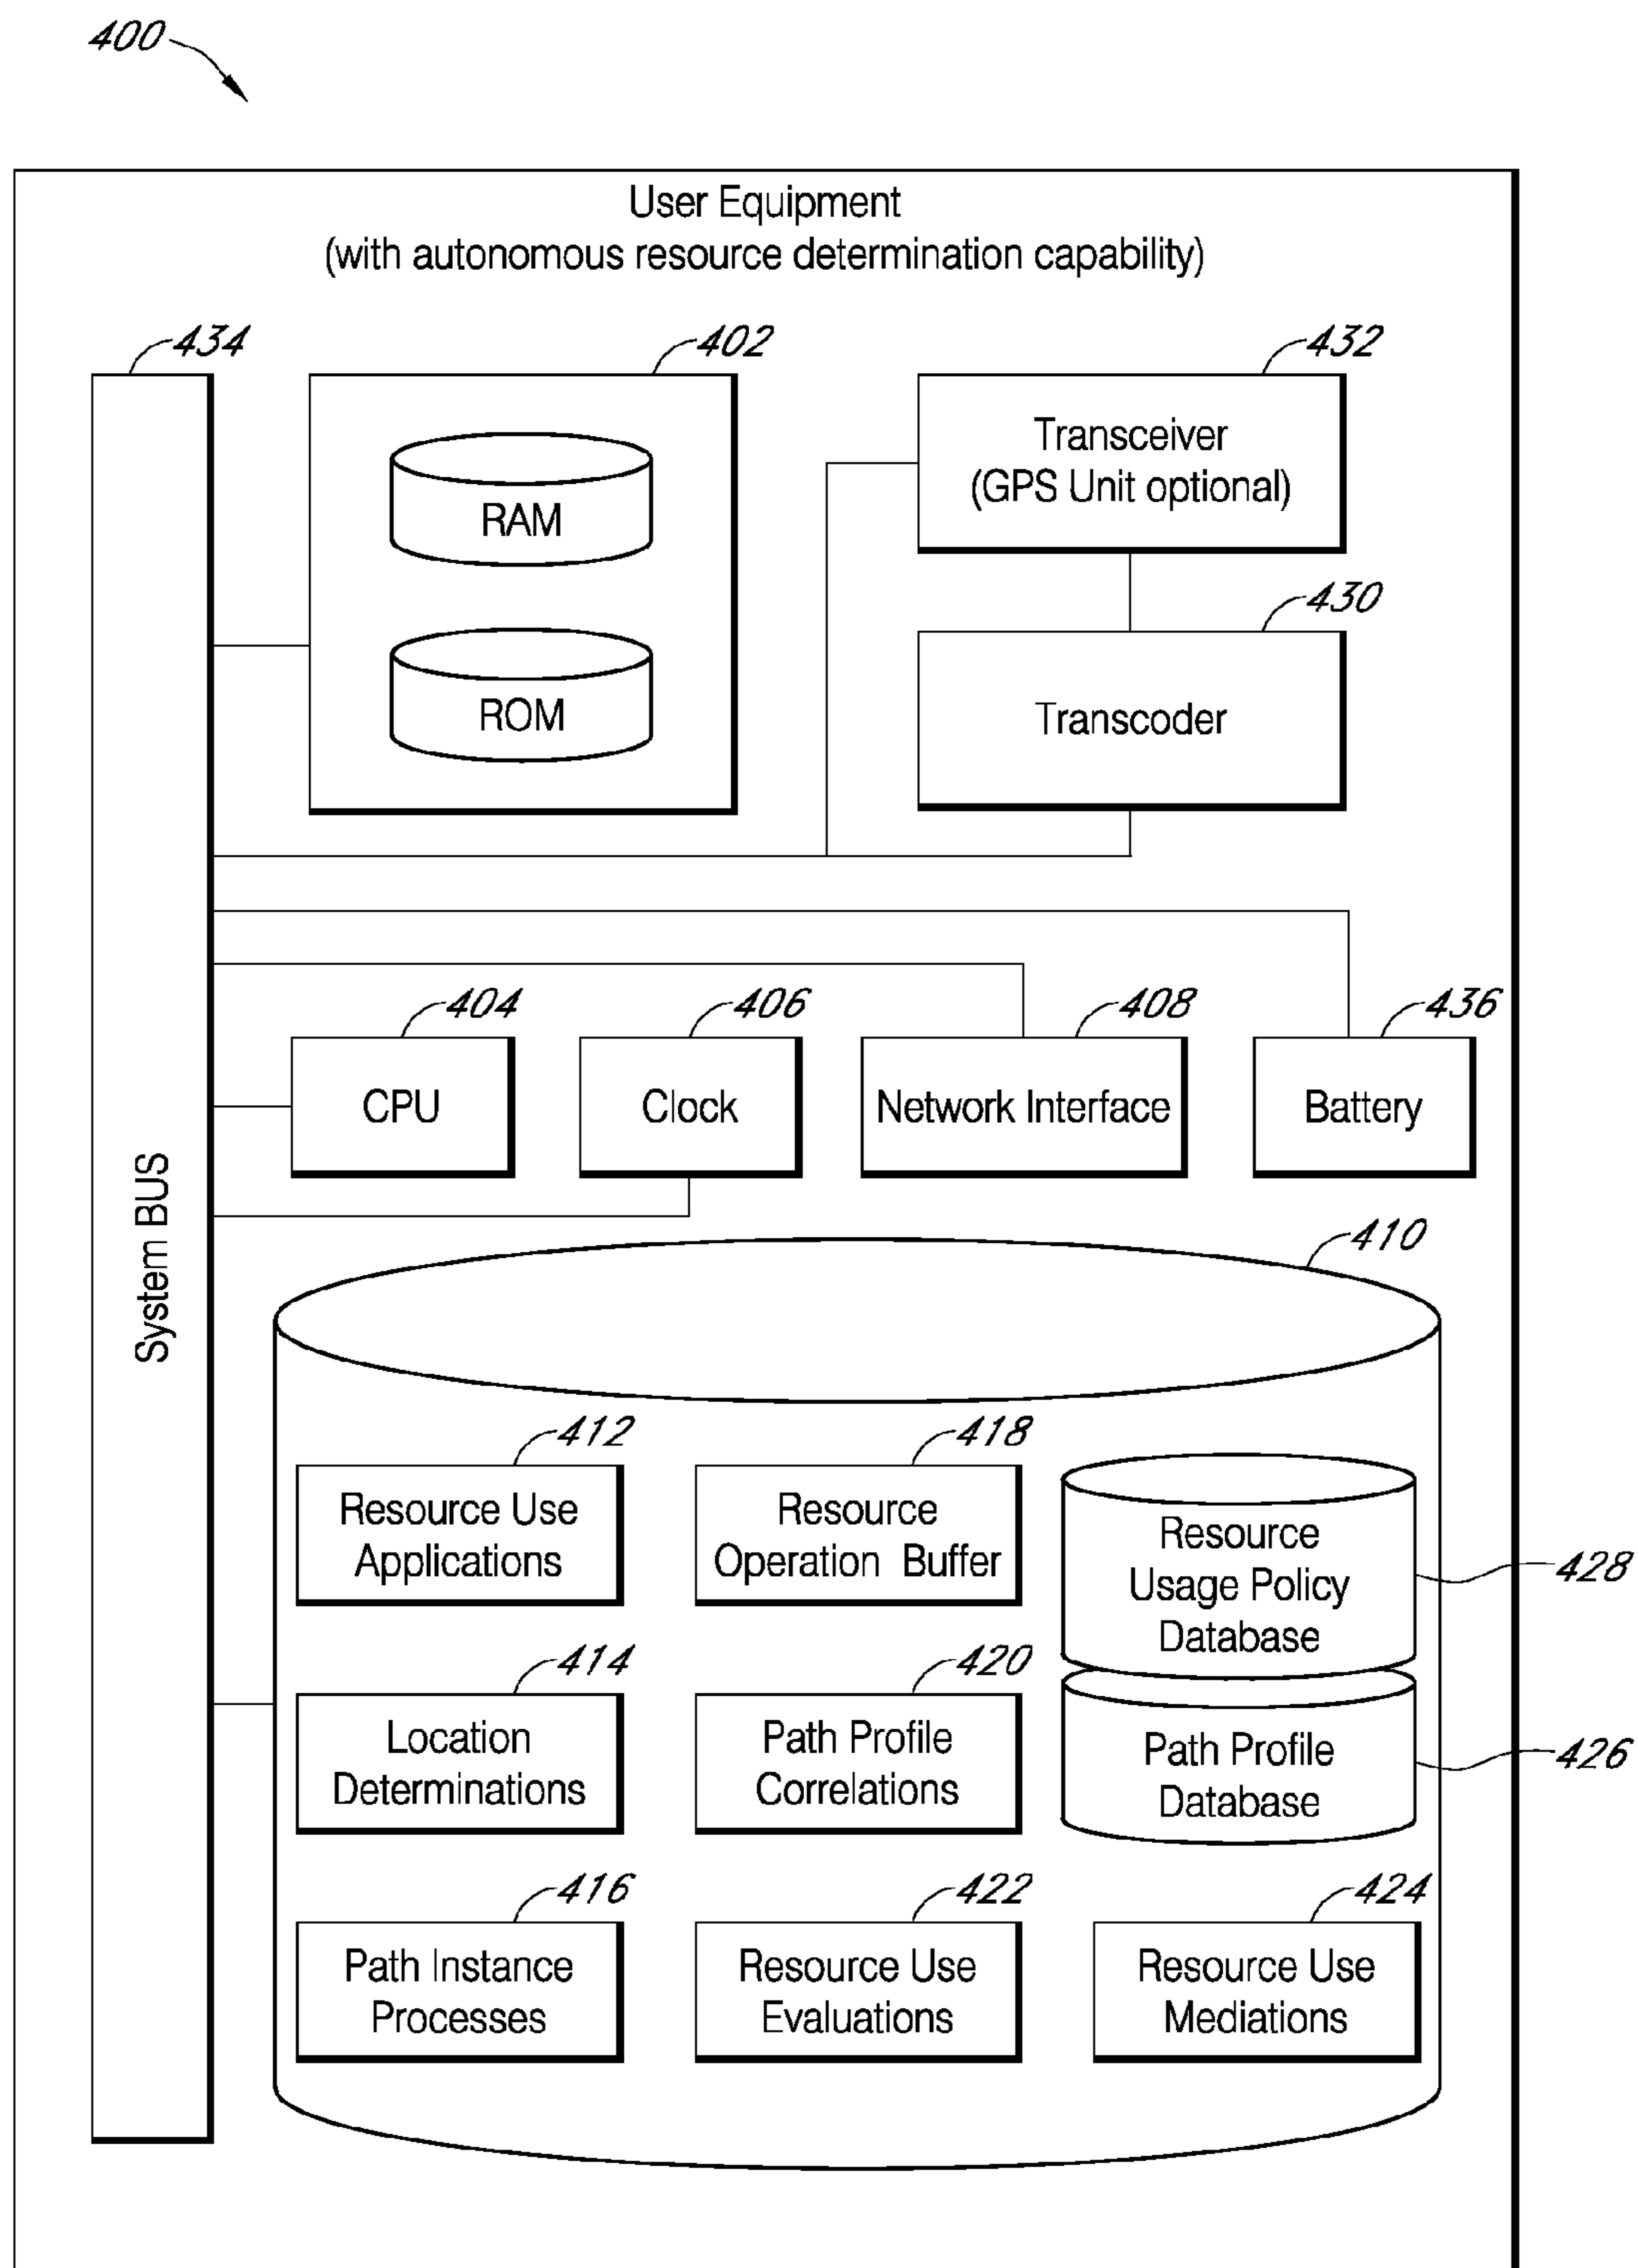 400
User Equipment
(with autonomous resource determination capability)
434
402
432
RAM
ROM
Transceiver
(GPS Unit optional)
430
Transcoder
System BUS
404
406
408
436
CPU
Clock
Network Interface
Battery
410
412
Resource Use
Applications
418
Resource
Operation Buffer
Resource
Usage Policy
Database
428
414
Location
Determinations
420
Path Profile
Correlations
Path Profile
Database
426
416
Path Instance
Processes
422
Resource Use
Evaluations
424
Resource Use
Mediations